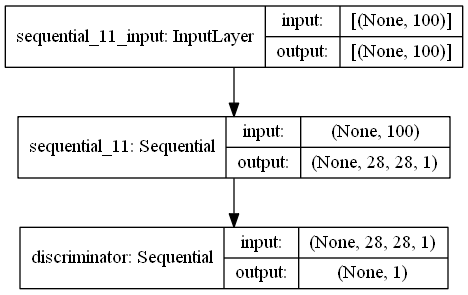 sequential_11_input: InputLayer
input: [(None, 100)]
output: [(None, 100)]
sequential_11: Sequential
input: (None, 100)
output: (None, 28, 28, 1)
discriminator: Sequential
input: (None, 28, 28, 1)
output: (None, 1)